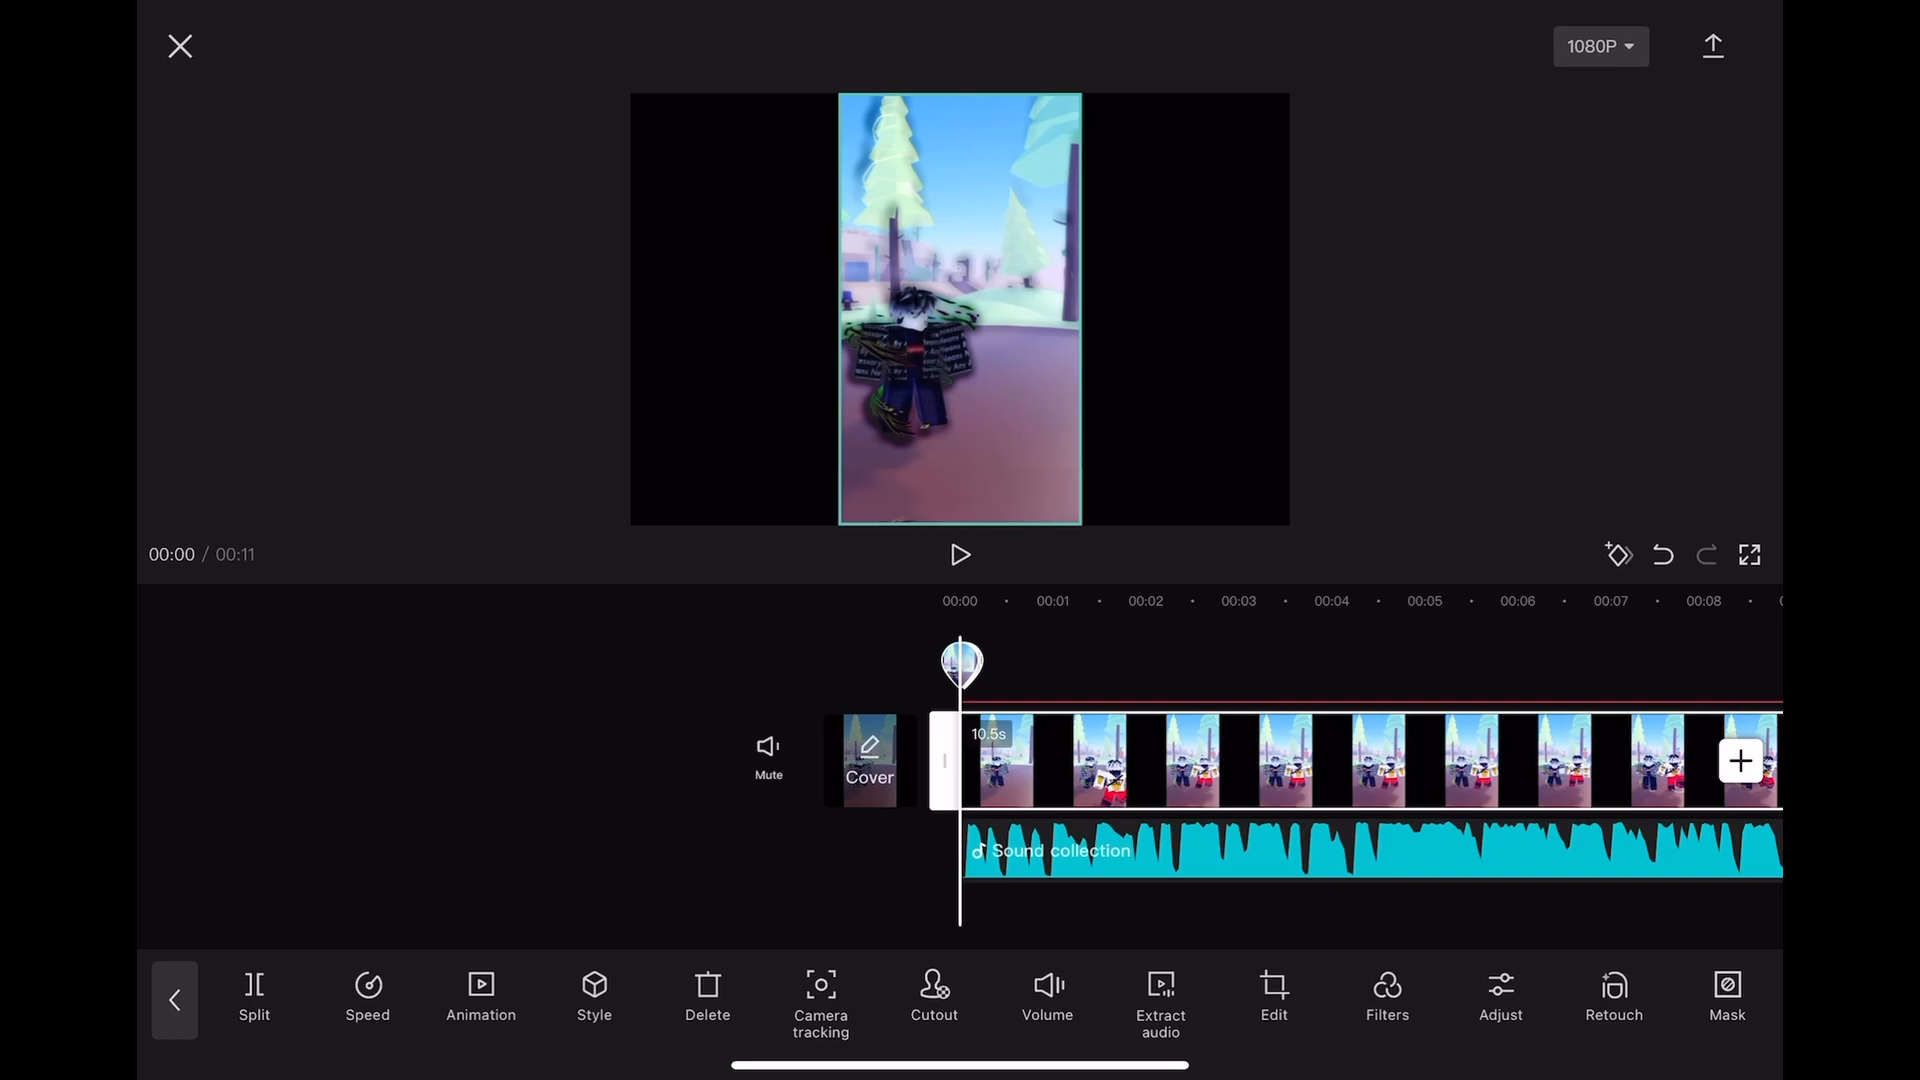 1080P
00:00 / 00:11
00:00 00:01 00:02 00:03 00:04 00:05 00:06 00:07 00:08
10.5s
Mute
Cover
Sound collection
Split
Speed
Animation
Style
Delete
Camera
tracking
Cutout
Volume
Extract
audio
Edit
Filters
Adjust
Retouch
Mask